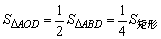 S△AOD = 1/2 S△ABD = 1/4 S矩形